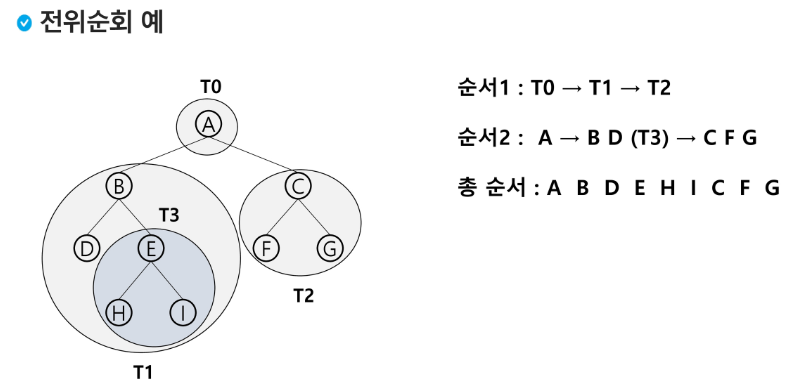 전위순회 예
T0
A
B
C
T3
D
E
F
G
H
I
T2
T1
순서1 : T0 → T1 → T2
순서2 : A → B D (T3) → C F G
총 순서 : A B D E H I C F G